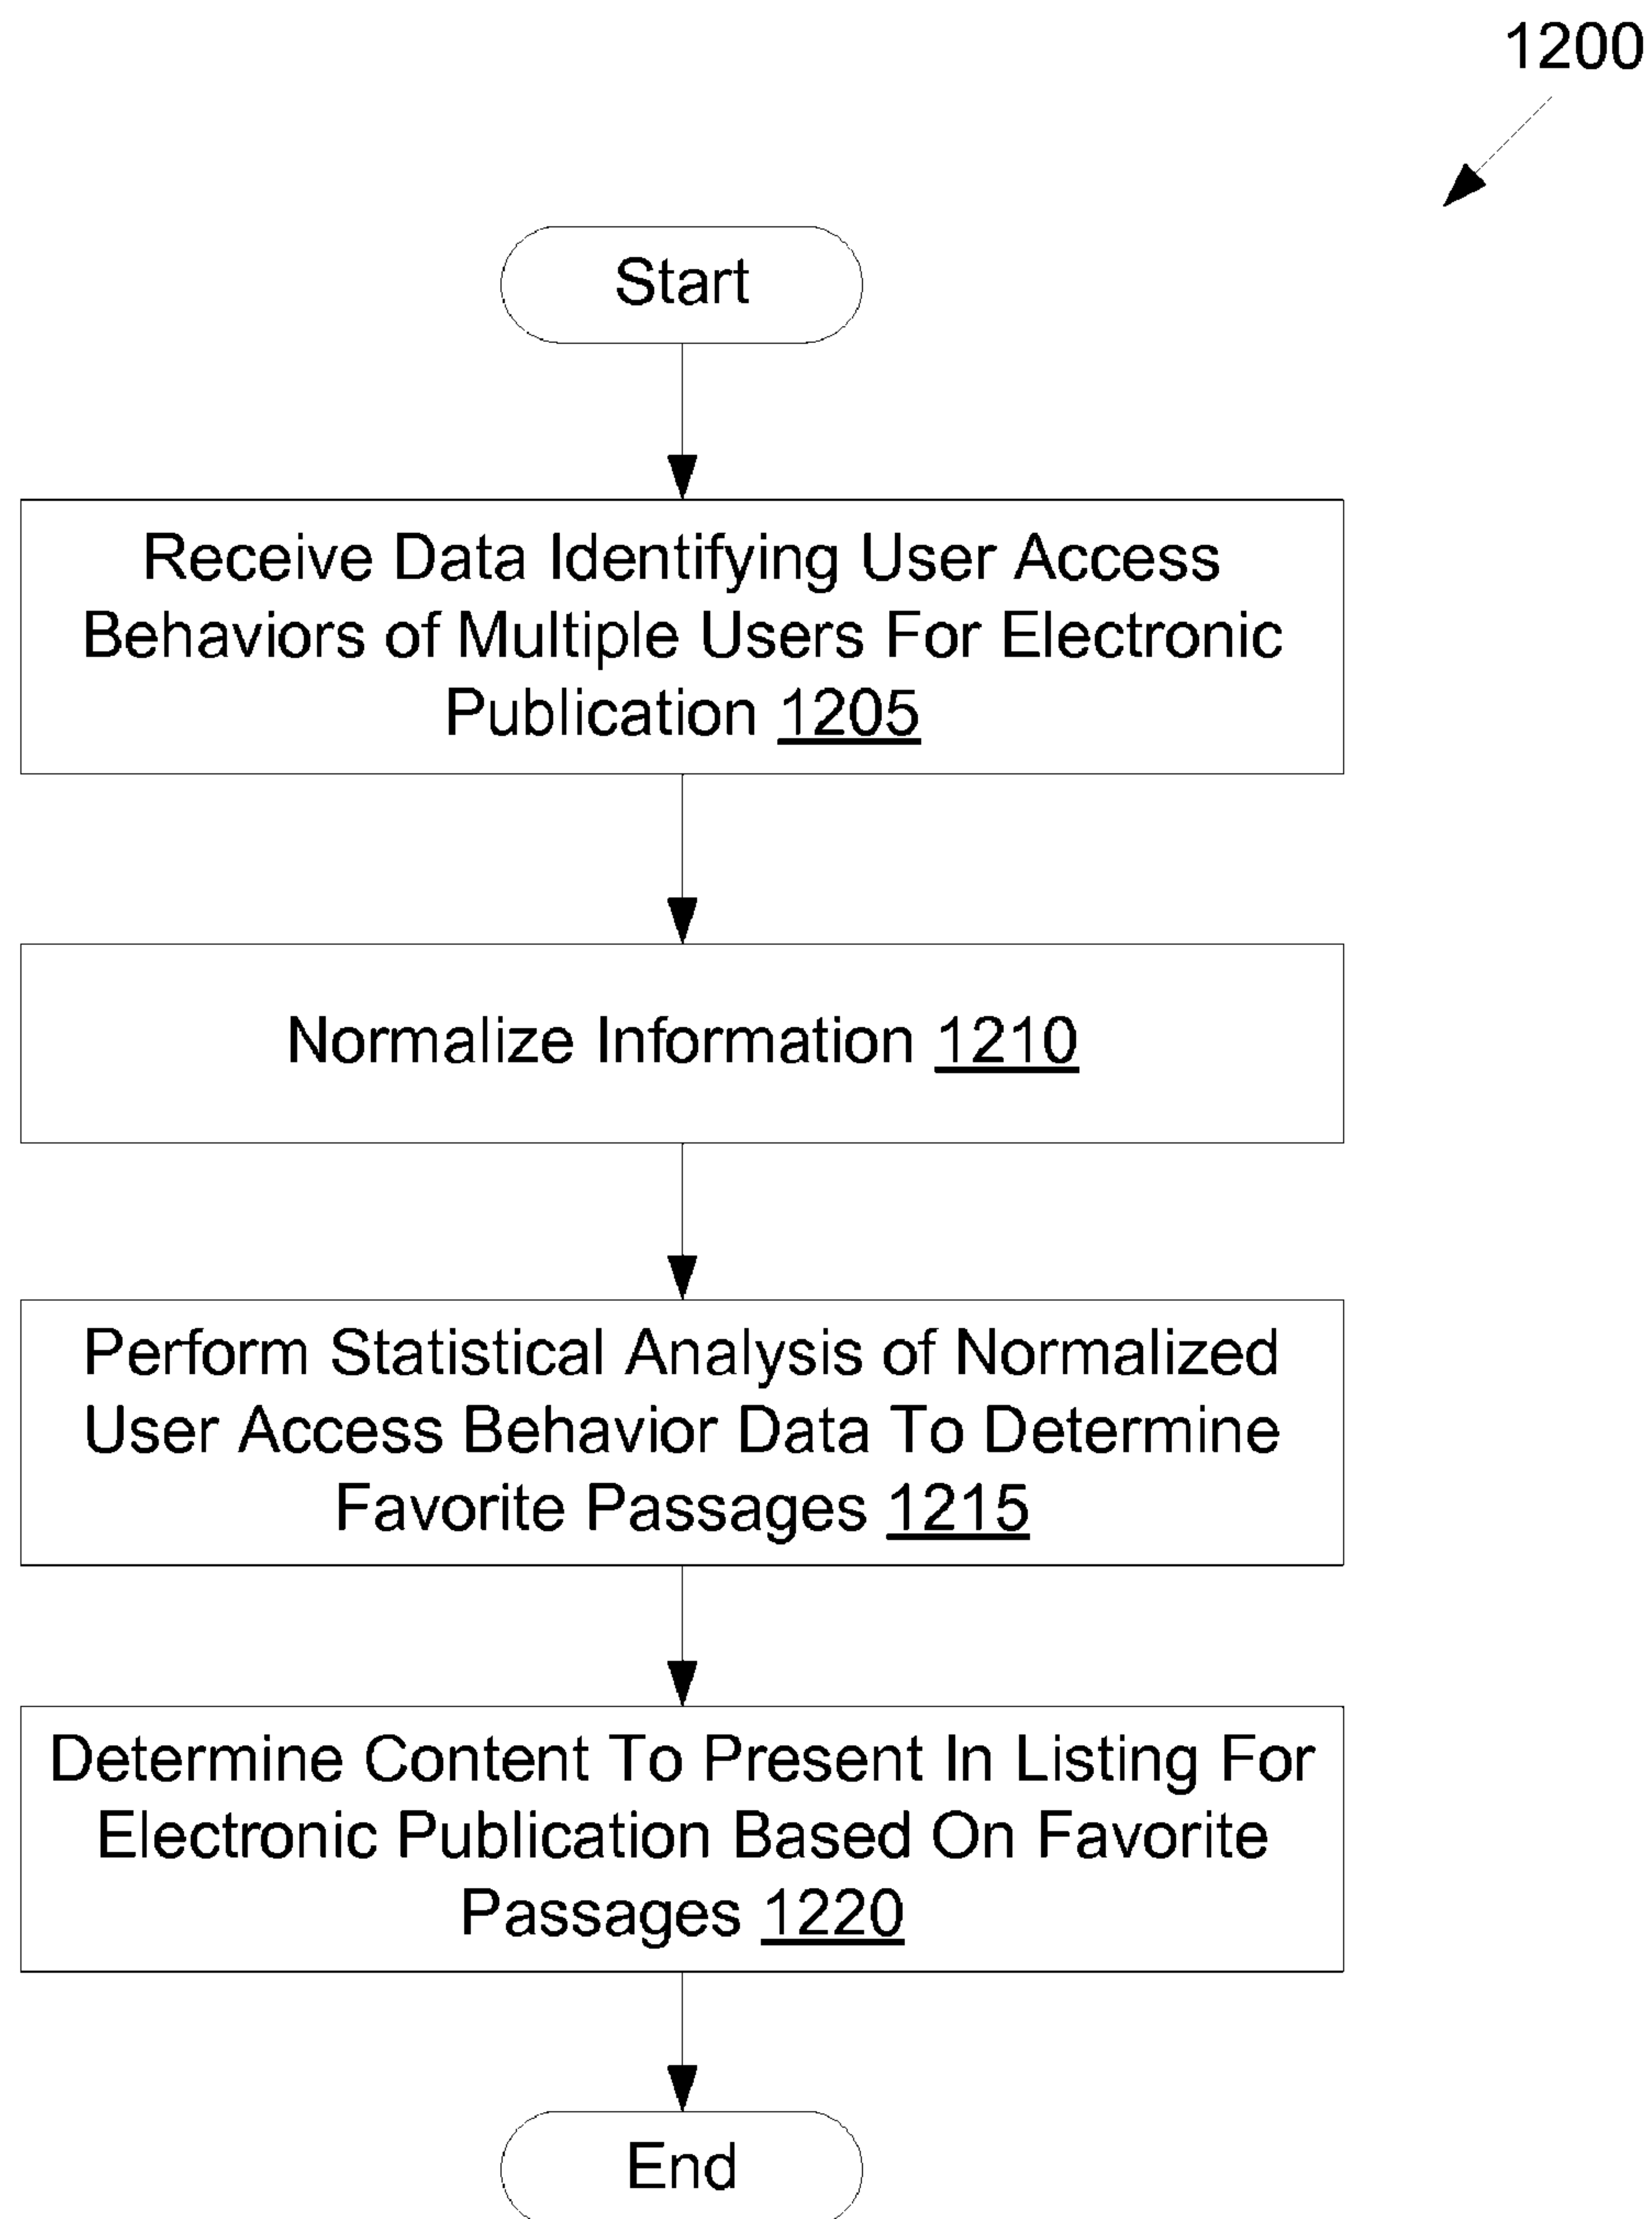 1200
Start
Receive Data Identifying User Access
Behaviors of Multiple Users For Electronic
Publication 1205
Normalize Information 1210
Perform Statistical Analysis of Normalized
User Access Behavior Data To Determine
Favorite Passages 1215
Determine Content To Present In Listing For
Electronic Publication Based On Favorite
Passages 1220
End